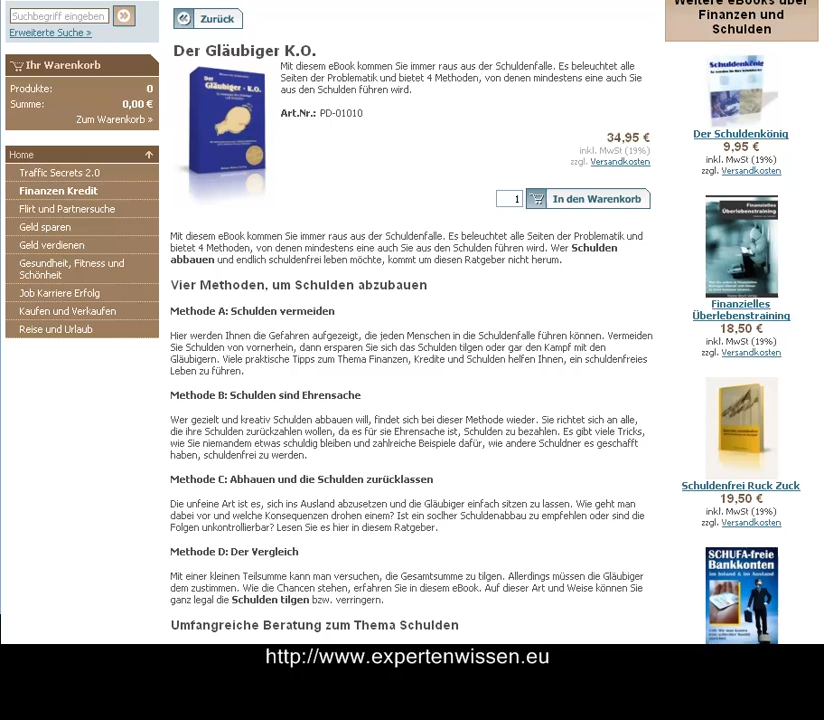 Suchbegriff eingeben
Erweiterte Suche »
Ihr Warenkorb
Produkte: 0
Summe: 0,00 €
Zum Warenkorb »
Home
Traffic Secrets 2.0
Finanzen Kredit
Flirt und Partnersuche
Geld sparen
Geld verdienen
Gesundheit, Fitness und
Schönheit
Job Karriere Erfolg
Kaufen und Verkaufen
Reise und Urlaub
Zurück
Der Gläubiger K.O.
Der Gläubiger - K.O.
Mit diesem eBook kommen Sie immer raus aus der Schuldenfalle. Es beleuchtet alle
Seiten der Problematik und bietet 4 Methoden, von denen mindestens eine auch Sie
aus den Schulden führen wird.
Art.Nr.: PD-01010
34,95 €
inkl. MwSt (19%)
zzgl. Versandkosten
1
In den Warenkorb
Mit diesem eBook kommen Sie immer raus aus der Schuldenfalle. Es beleuchtet alle Seiten der Problematik und
bietet 4 Methoden, von denen mindestens eine auch Sie aus den Schulden führen wird. Wer Schulden
abbauen und endlich schuldenfrei leben möchte, kommt um diesen Ratgeber nicht herum.
Vier Methoden, um Schulden abzubauen
Methode A: Schulden vermeiden
Hier werden Ihnen die Gefahren aufgezeigt, die jeden Menschen in die Schuldenfalle führen können. Vermeiden
Sie Schulden von vornerhein, dann ersparen Sie sich das Schulden tilgen oder gar den Kampf mit den
Gläubigern. Viele praktische Tipps zum Thema Finanzen, Kredite und Schulden helfen Ihnen, ein schuldenfreies
Leben zu führen.
Methode B: Schulden sind Ehrensache
Wer gezielt und kreativ Schulden abbauen will, findet sich bei dieser Methode wieder. Sie richtet sich an alle,
die ihre Schulden zurückzahlen wollen, da es für sie Ehrensache ist, Schulden zu bezahlen. Es gibt viele Tricks,
wie Sie niemandem etwas schuldig bleiben und zahlreiche Beispiele dafür, wie andere Schuldner es geschafft
haben, schuldenfrei zu werden.
Methode C: Abhauen und die Schulden zurücklassen
Die unfeine Art ist es, sich ins Ausland abzusetzen und die Gläubiger einfach sitzen zu lassen. Wie geht man
dabei vor und welche Konsequenzen drohen einem? Ist ein soclher Schuldenabbau zu empfehlen oder sind die
Folgen unkontrollierbar? Lesen Sie es hier in diesem Ratgeber.
Methode D: Der Vergleich
Mit einer kleinen Teilsumme kann man versuchen, die Gesamtsumme zu tilgen. Allerdings müssen die Gläubiger
dem zustimmen. Wie die Chancen stehen, erfahren Sie in diesem eBook. Auf dieser Art und Weise können Sie
ganz legal die Schulden tilgen bzw. verringern.
Umfangreiche Beratung zum Thema Schulden
Weitere eBooks über
Finanzen und
Schulden
Schuldenkönig
Der Schuldenkönig
9,95 €
inkl. MwSt (19%)
zzgl. Versandkosten
Finanzielles
Überlebenstraining
Finanzielles
Überlebenstraining
18,50 €
inkl. MwSt (19%)
zzgl. Versandkosten
Schuldenfrei Ruck Zuck
19,50 €
inkl. MwSt (19%)
zzgl. Versandkosten
SCHUFA-freie
Bankkonten
im Inland & im Ausland
http://www.expertenwissen.eu